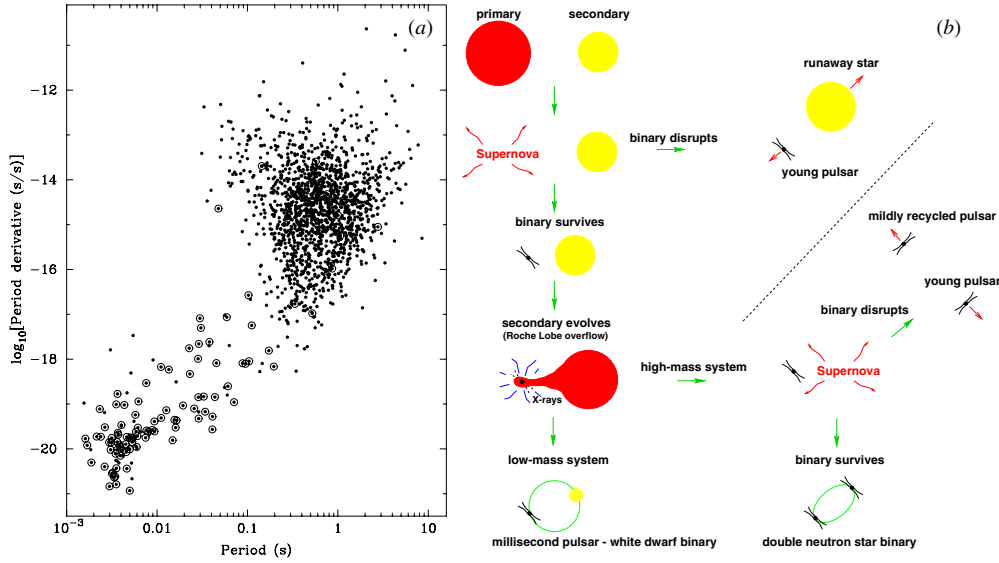 (a)
log₁₀[Period derivative (s/s)]
-12
-14
-16
-18
-20
10⁻³
0.01
0.1
1
10
Period (s)
(b)
primary
secondary
Supernova
binary disrupts
runaway star
young pulsar
binary survives
secondary evolves
(Roche Lobe overflow)
X-rays
high-mass system
mildly recycled pulsar
young pulsar
binary disrupts
Supernova
low-mass system
millisecond pulsar - white dwarf binary
binary survives
double neutron star binary